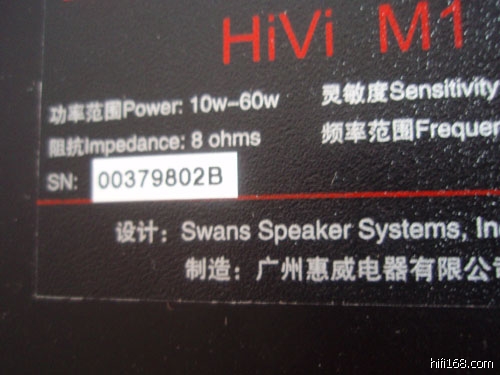 HiVi M1
功率范围Power: 10w-60w 灵敏度Sensitivity
阻抗Impedance: 8 ohms 频率范围Frequen
SN: 00379802B
设计：Swans Speaker Systems, In
制造：广州惠威电器有限公司
hifi168.com